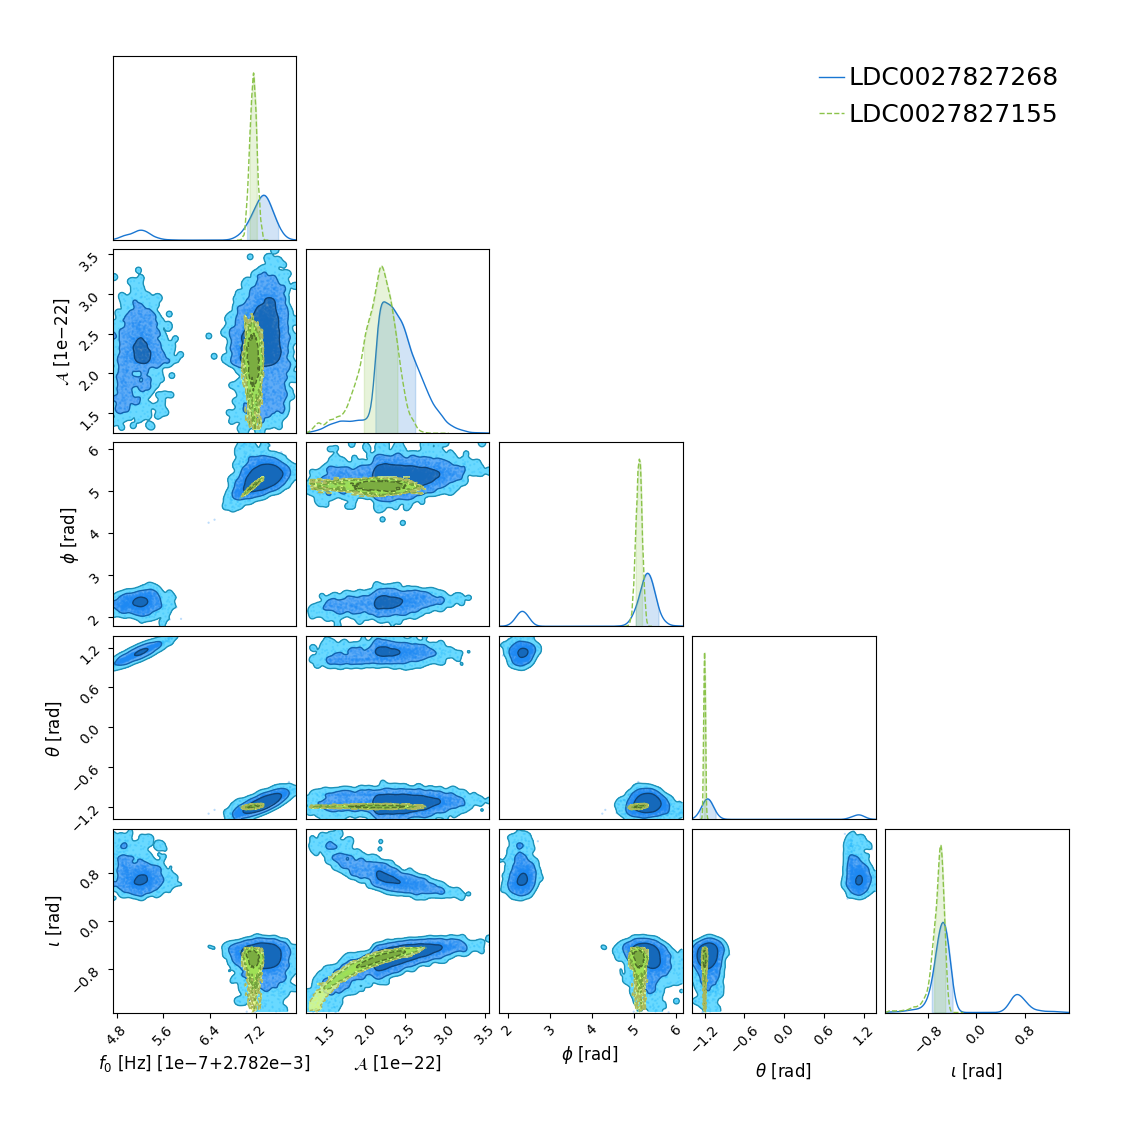 LDC0027827268
LDC0027827155
3.5
3.0
2.5
2.0
1.5
𝒜 [1e−22]
6
5
4
3
2
ϕ [rad]
1.2
0.6
0.0
−0.6
−1.2
θ [rad]
0.8
0.0
−0.8
ι [rad]
4.8 5.6 6.4 7.2 1.5 2.0 2.5 3.0 3.5 2 3 4 5 6 −1.2 −0.6 0.0 0.6 1.2 −0.8 0.0 0.8
f₀ [Hz] [1e−7+2.782e−3] 𝒜 [1e−22] ϕ [rad] θ [rad] ι [rad]